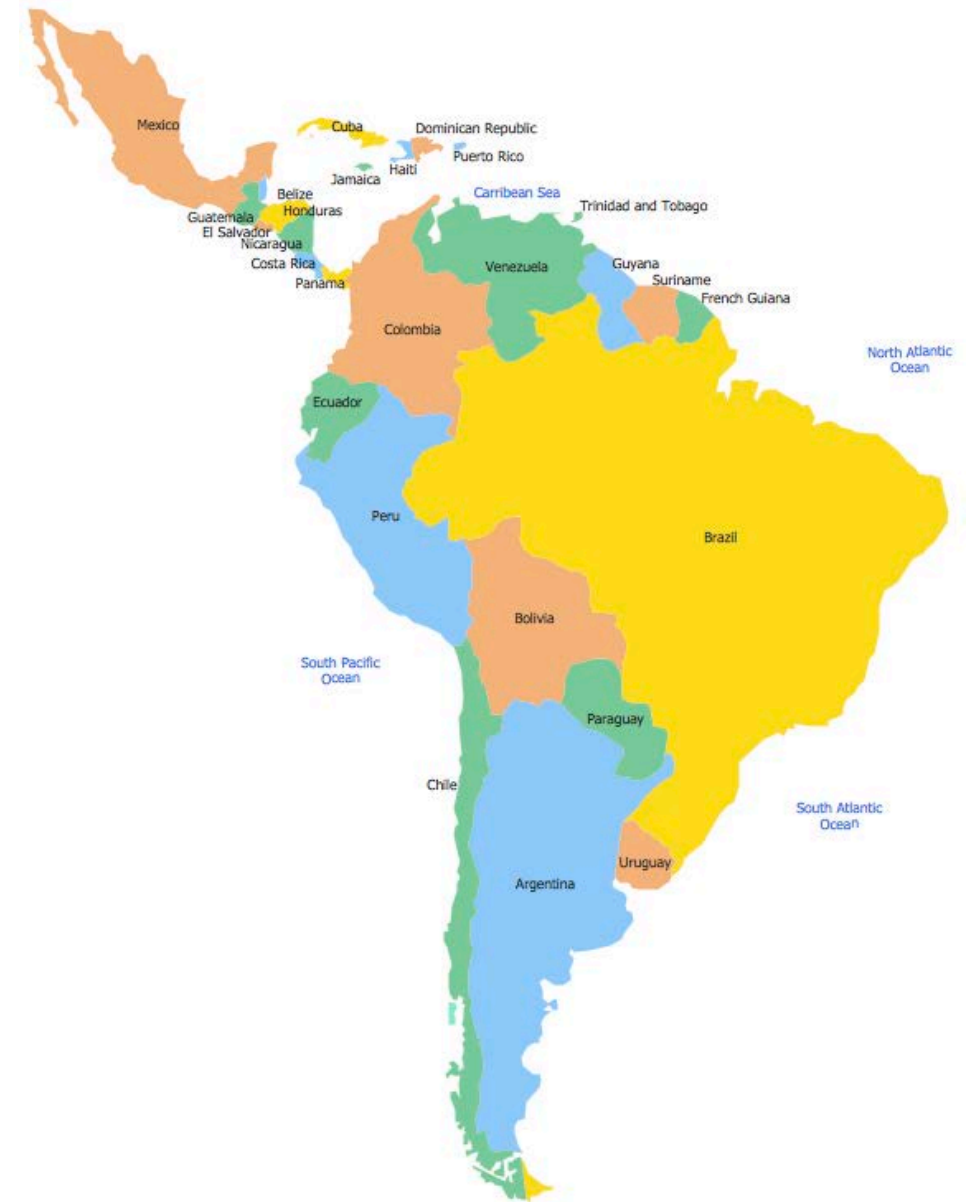 Mexico
Cuba
Dominican Republic
Puerto Rico
Haiti
Jamaica
Carribean Sea
Belize
Trinidad and Tobago
Honduras
Guatemala
El Salvador
Nicaragua
Costa Rica
Panama
Venezuela
Guyana
Suriname
French Guiana
Colombia
North Atlantic
Ocean
Ecuador
Peru
Brazil
Bolivia
South Pacific
Ocean
Paraguay
Chile
South Atlantic
Ocean
Uruguay
Argentina